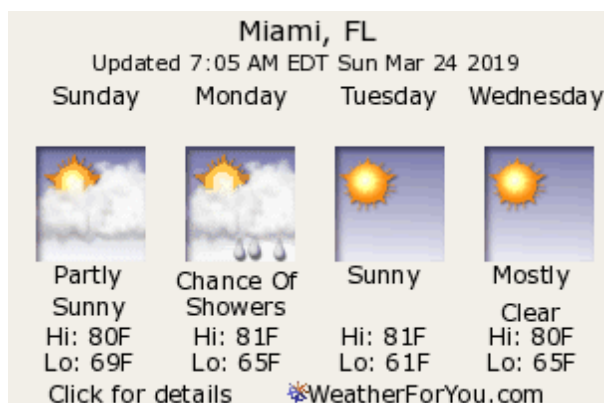 Miami, FL
Updated 7:05 AM EDT Sun Mar 24 2019
Sunday Monday Tuesday Wednesday
Partly Chance Of Sunny Mostly
Sunny Showers Clear
Hi: 80F Hi: 81F Hi: 81F Hi: 80F
Lo: 69F Lo: 65F Lo: 61F Lo: 65F
Click for details WeatherForYou.com